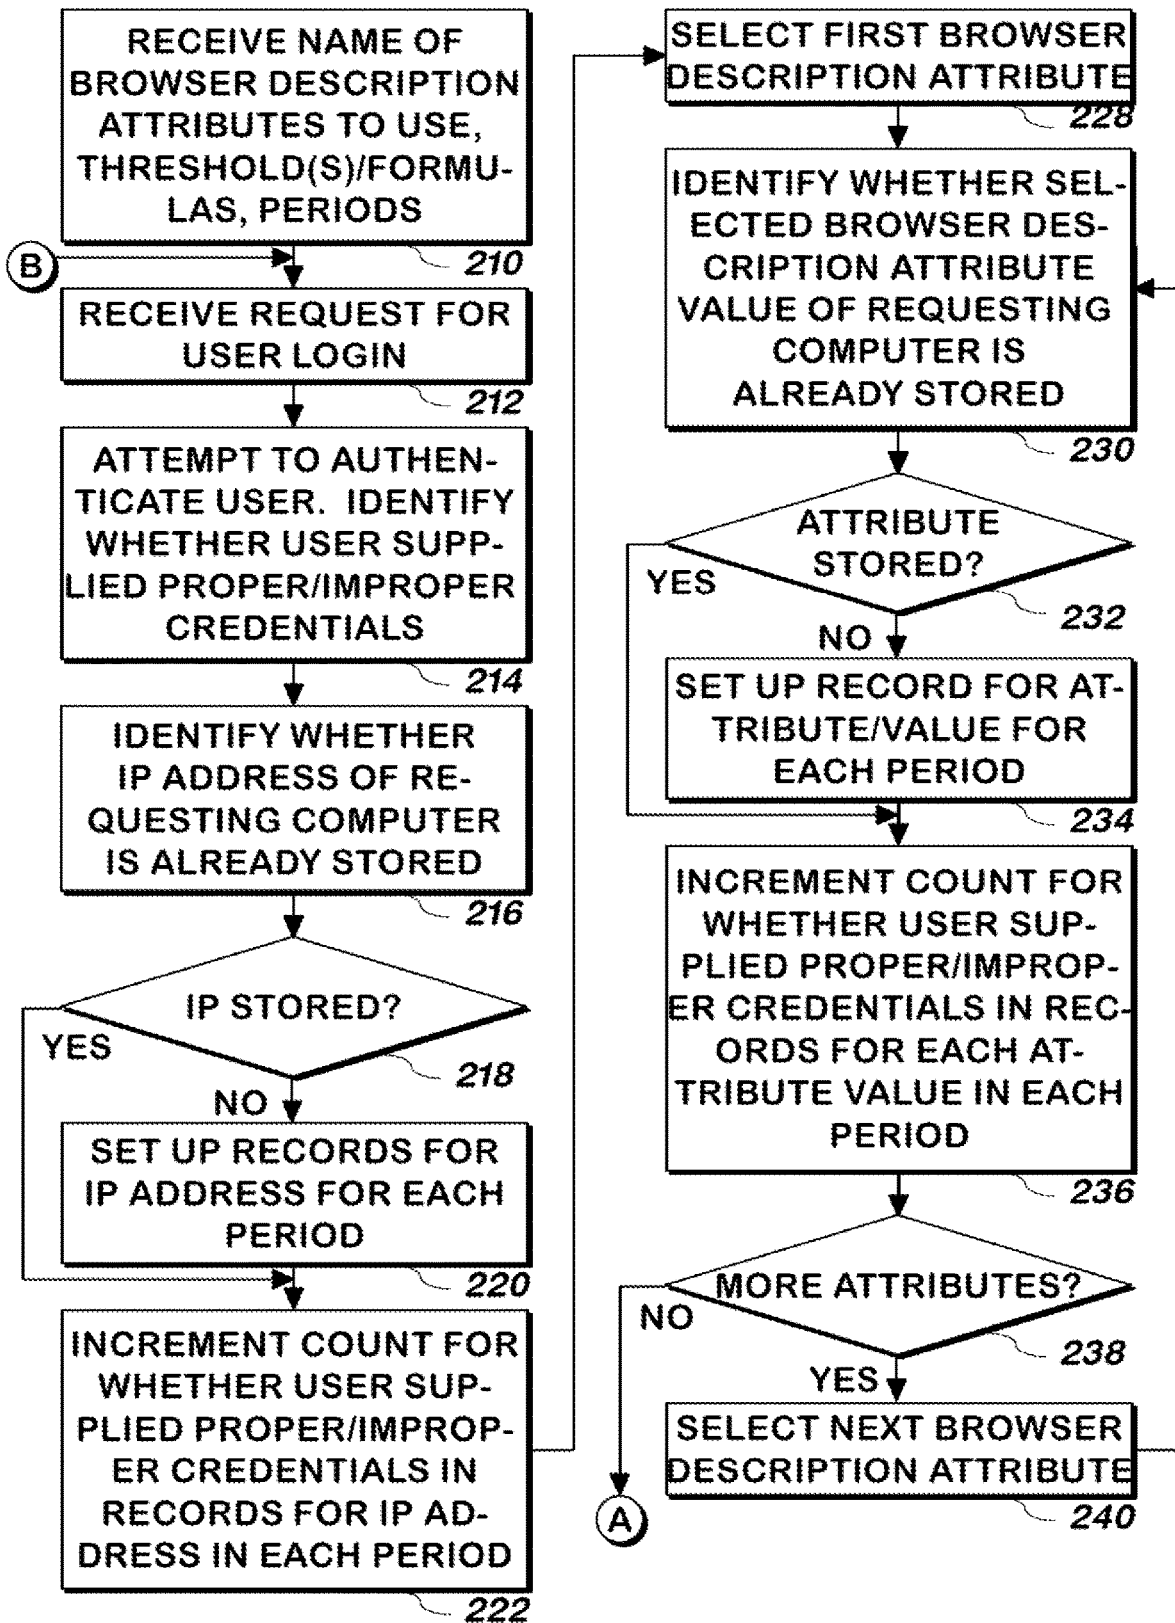 RECEIVE NAME OF
BROWSER DESCRIPTION
ATTRIBUTES TO USE,
THRESHOLD(S)/FORMU-
LAS, PERIODS
210
B
RECEIVE REQUEST FOR
USER LOGIN
212
ATTEMPT TO AUTHEN-
TICATE USER. IDENTIFY
WHETHER USER SUPP-
LIED PROPER/IMPROPER
CREDENTIALS
214
IDENTIFY WHETHER
IP ADDRESS OF RE-
QUESTING COMPUTER
IS ALREADY STORED
216
IP STORED?
YES
218
NO
SET UP RECORDS FOR
IP ADDRESS FOR EACH
PERIOD
220
INCREMENT COUNT FOR
WHETHER USER SUP-
PLIED PROPER/IMPROP-
ER CREDENTIALS IN
RECORDS FOR IP AD-
DRESS IN EACH PERIOD
222
SELECT FIRST BROWSER
DESCRIPTION ATTRIBUTE
228
IDENTIFY WHETHER SEL-
ECTED BROWSER DES-
CRIPTION ATTRIBUTE
VALUE OF REQUESTING
COMPUTER IS
ALREADY STORED
230
ATTRIBUTE
STORED?
YES
232
NO
SET UP RECORD FOR AT-
TRIBUTE/VALUE FOR
EACH PERIOD
234
INCREMENT COUNT FOR
WHETHER USER SUP-
PLIED PROPER/IMPROP-
ER CREDENTIALS IN REC-
ORDS FOR EACH AT-
TRIBUTE VALUE IN EACH
PERIOD
236
MORE ATTRIBUTES?
NO
238
YES
SELECT NEXT BROWSER
DESCRIPTION ATTRIBUTE
240
A